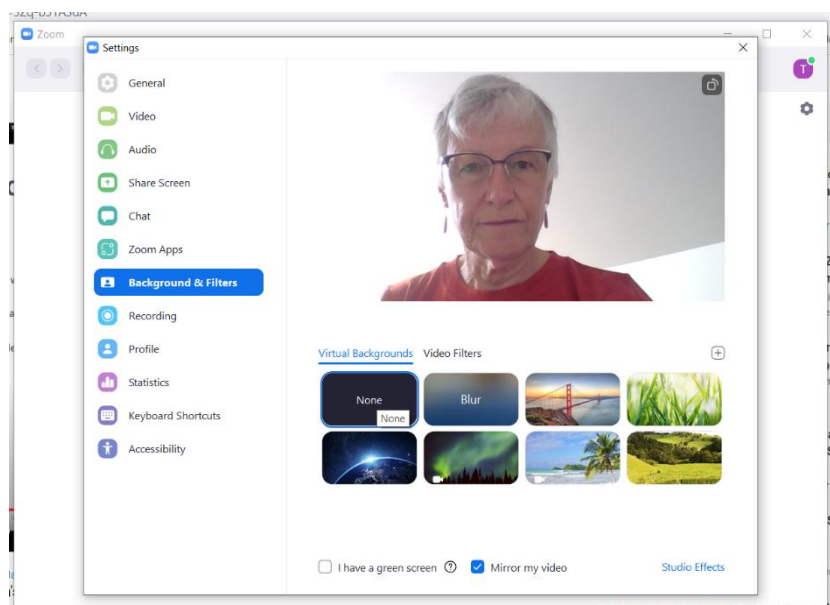 Zoom
Settings
General
Video
Audio
Share Screen
Chat
Zoom Apps
Background & Filters
Recording
Profile
Statistics
Keyboard Shortcuts
Accessibility
T
Virtual Backgrounds Video Filters
None Blur
None
I have a green screen ? Mirror my video Studio Effects